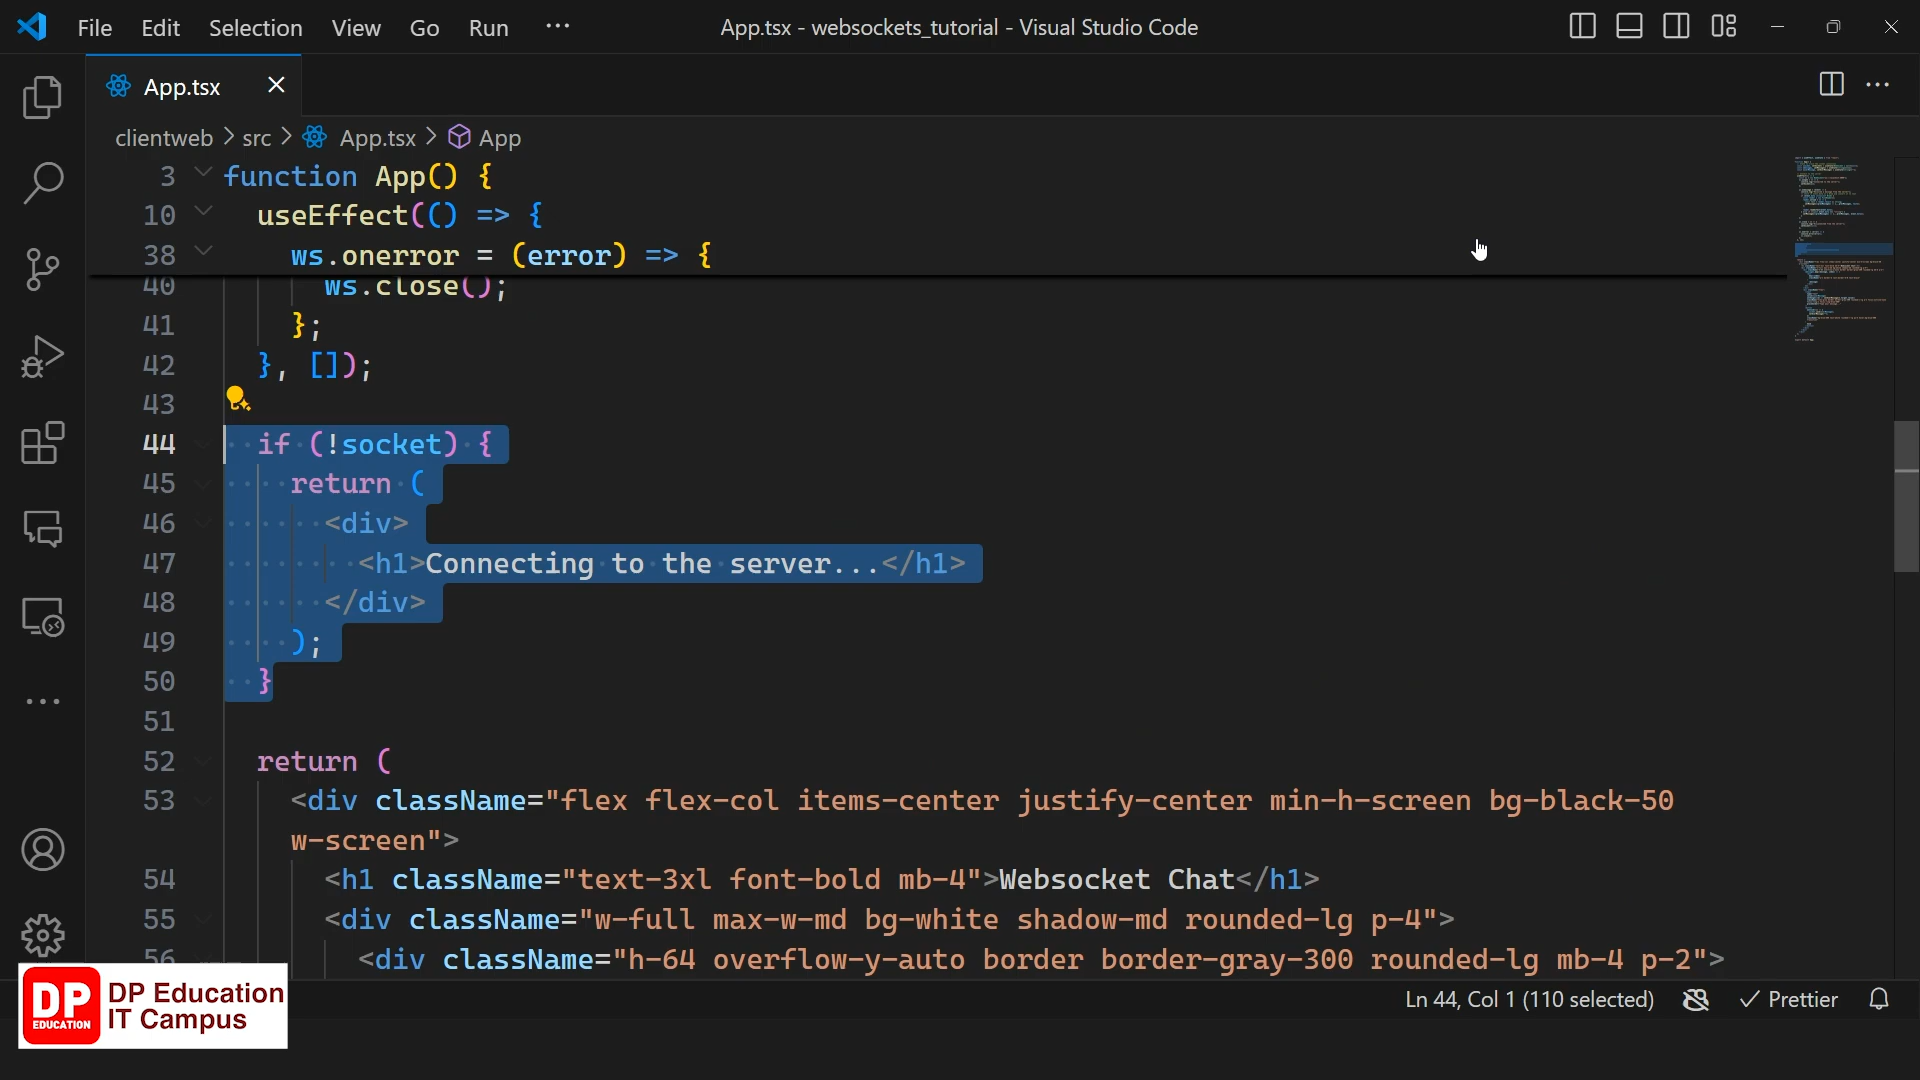 File Edit Selection View Go Run ··· App.tsx - websockets_tutorial - Visual Studio Code
App.tsx
clientweb > src > App.tsx > App
3 function App() {
10 useEffect(() => {
38 ws.onerror = (error) => {
40 ws.close();
41 };
42 }, []);
43
44 if (!socket) {
45 return (
46 <div>
47 <h1>Connecting to the server...</h1>
48 </div>
49 );
50 }
51
52 return (
53 <div className="flex flex-col items-center justify-center min-h-screen bg-black-50
w-screen">
54 <h1 className="text-3xl font-bold mb-4">Websocket Chat</h1>
55 <div className="w-full max-w-md bg-white shadow-md rounded-lg p-4">
56 <div className="h-64 overflow-y-auto border border-gray-300 rounded-lg mb-4 p-2">
Ln 44, Col 1 (110 selected) Prettier
DP
EDUCATION
DP Education
IT Campus